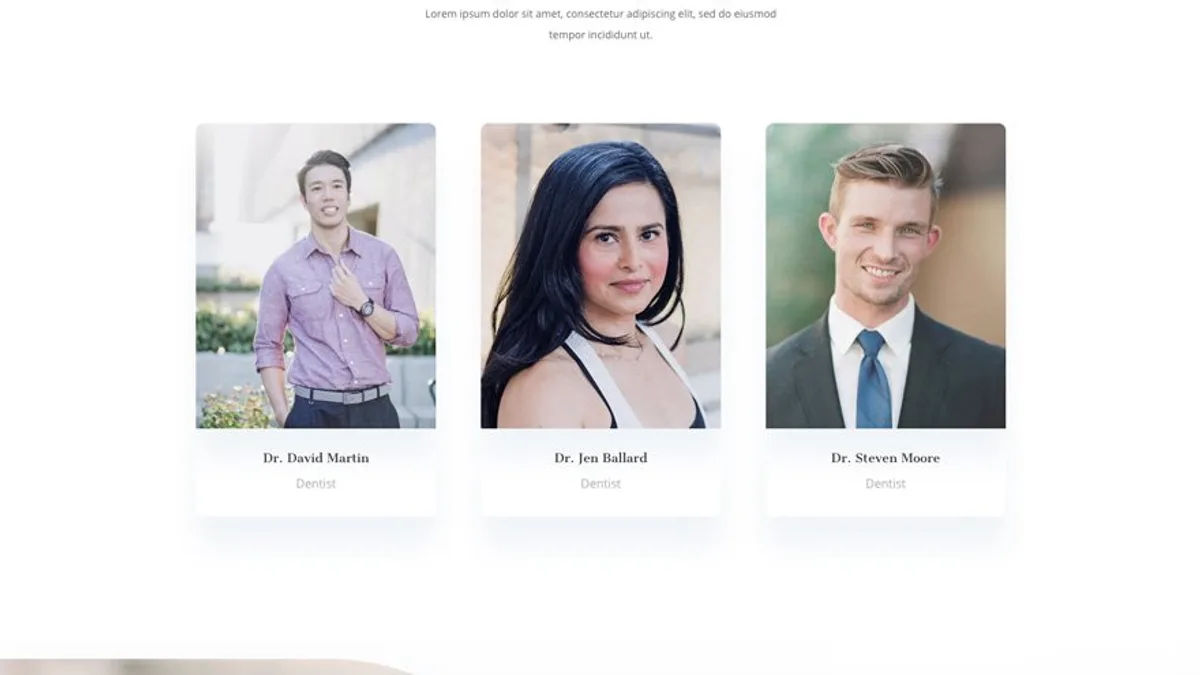 Lorem ipsum dolor sit amet, consectetur adipiscing elit, sed do eiusmod
tempor incididunt ut.
Dr. David Martin
Dentist
Dr. Jen Ballard
Dentist
Dr. Steven Moore
Dentist